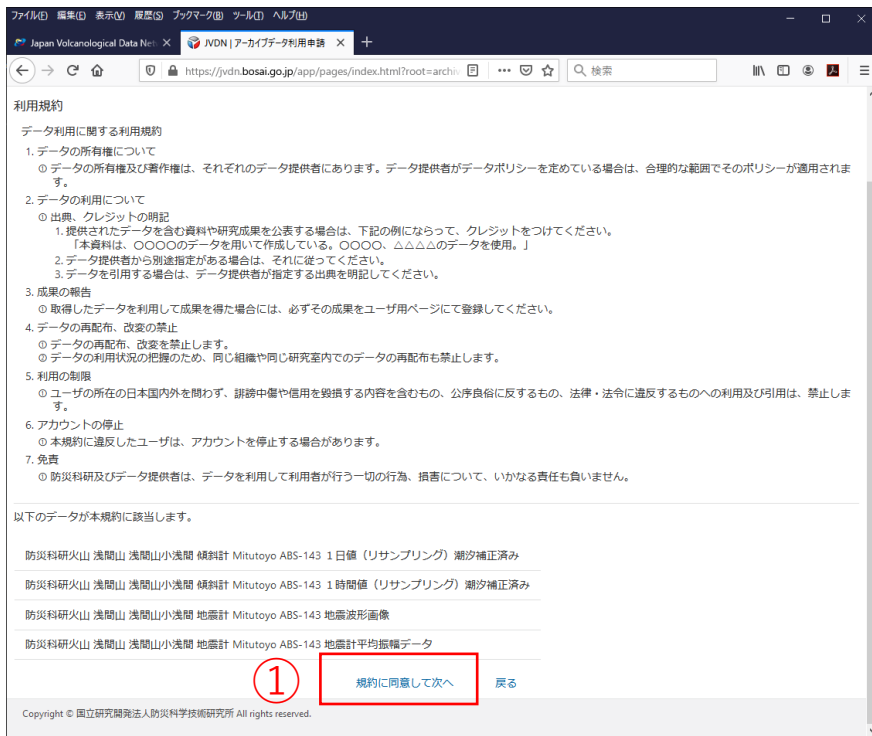 ファイル(F) 編集(E) 表示(V) 履歴(S) ブックマーク(B) ツール(T) ヘルプ(H)
Japan Volcanological Data Net
JVDN | アーカイブデータ利用申請
https://jvdn.bosai.go.jp/app/pages/index.html?root=archiv
検索
利用規約
データ利用に関する利用規約
1. データの所有権について
① データの所有権及び著作権は、それぞれのデータ提供者にあります。データ提供者がデータポリシーを定めている場合は、合理的な範囲でそのポリシーが適用されま
す。
2. データの利用について
① 出典、クレジットの明記
1. 提供されたデータを含む資料や研究成果を公表する場合は、下記の例にならって、クレジットをつけてください。
「本資料は、〇〇〇〇のデータを用いて作成している。〇〇〇〇、△△△△のデータを使用。」
2. データ提供者から別途指定がある場合は、それに従ってください。
3. データを引用する場合は、データ提供者が指定する出典を明記してください。
3. 成果の報告
① 取得したデータを利用して成果を得た場合には、必ずその成果をユーザ用ページにて登録してください。
4. データの再配布、改変の禁止
① データの再配布、改変を禁止します。
② データの利用状況の把握のため、同じ組織や同じ研究室内でのデータの再配布も禁止します。
5. 利用の制限
① ユーザの所在の日本国内外を問わず、誹謗中傷や信用を毀損する内容を含むもの、公序良俗に反するもの、法律・法令に違反するものへの利用及び引用は、禁止しま
す。
6. アカウントの停止
① 本規約に違反したユーザは、アカウントを停止する場合があります。
7. 免責
① 防災科研及びデータ提供者は、データを利用して利用者が行う一切の行為、損害について、いかなる責任も負いません。
以下のデータが本規約に該当します。
防災科研火山 浅間山 浅間山小浅間 傾斜計 Mitutoyo ABS-143 １日値（リサンプリング）潮汐補正済み
防災科研火山 浅間山 浅間山小浅間 傾斜計 Mitutoyo ABS-143 １時間値（リサンプリング）潮汐補正済み
防災科研火山 浅間山 浅間山小浅間 地震計 Mitutoyo ABS-143 地震波形画像
防災科研火山 浅間山 浅間山小浅間 地震計 Mitutoyo ABS-143 地震計平均振幅データ
① 規約に同意して次へ 戻る
Copyright © 国立研究開発法人防災科学技術研究所 All rights reserved.